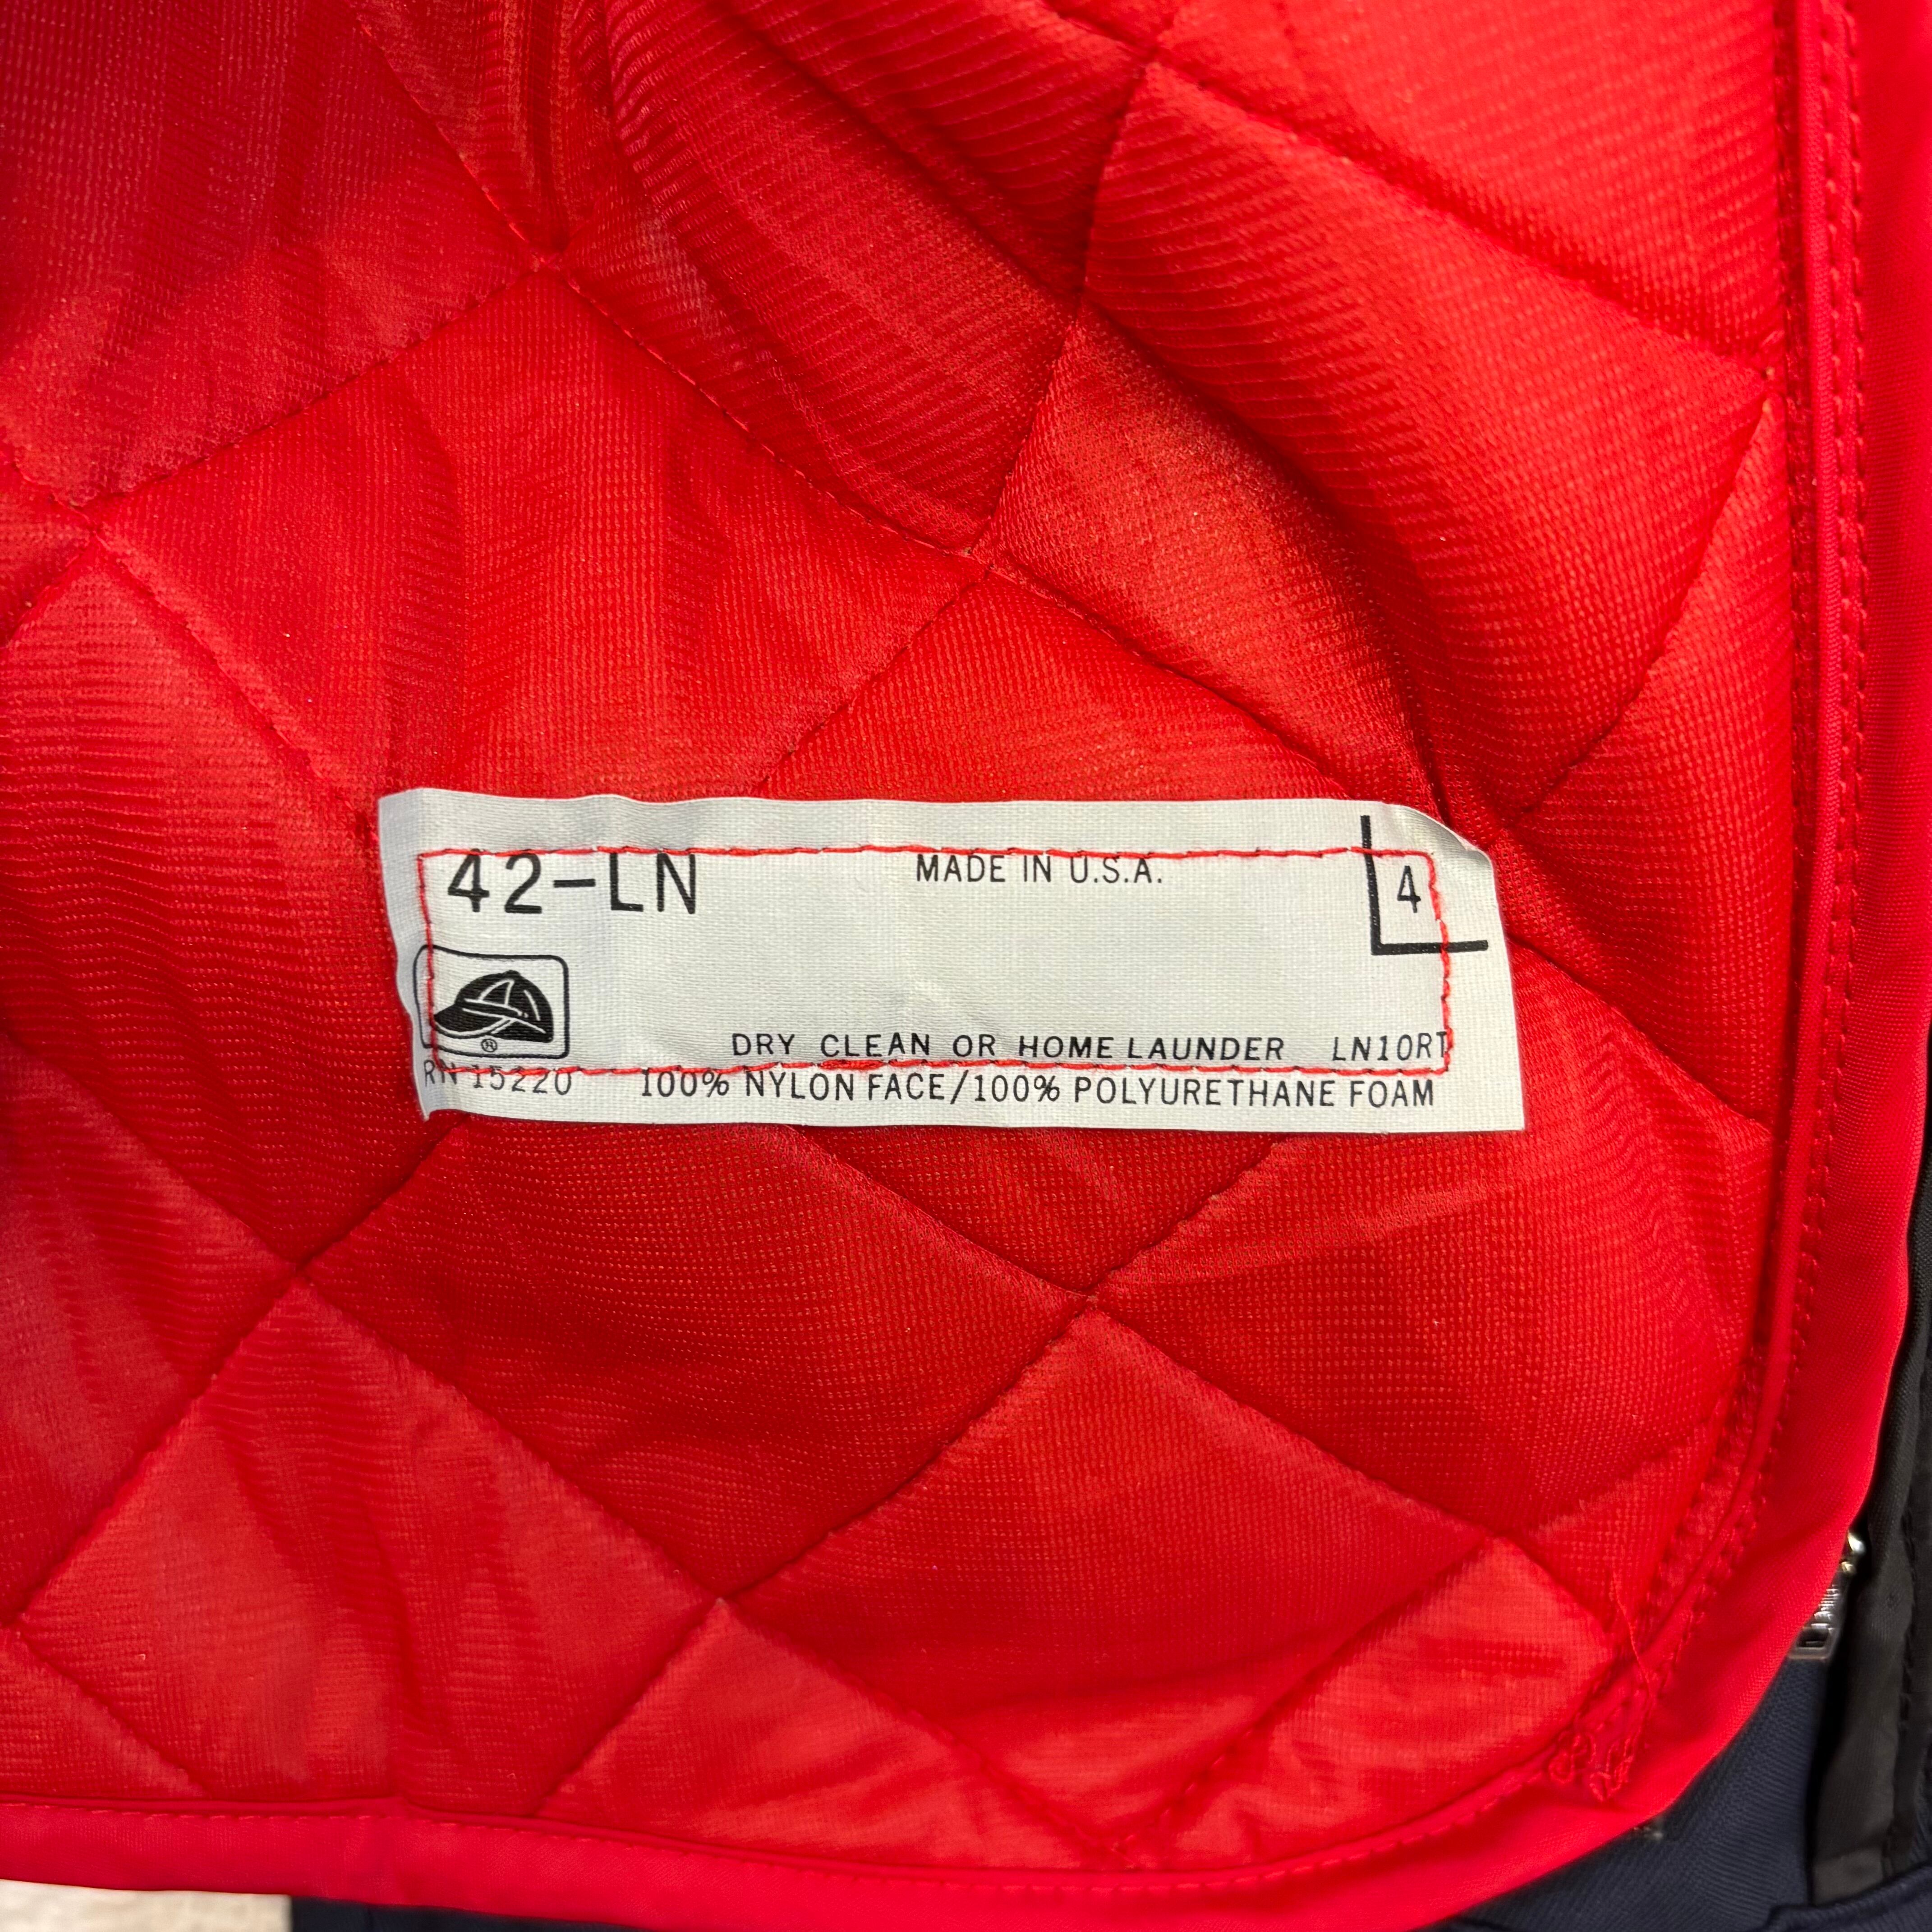 42-LN MADE IN U.S.A. 4
®
DRY CLEAN OR HOME LAUNDER LN10RT
RN 15220 100% NYLON FACE/100% POLYURETHANE FOAM